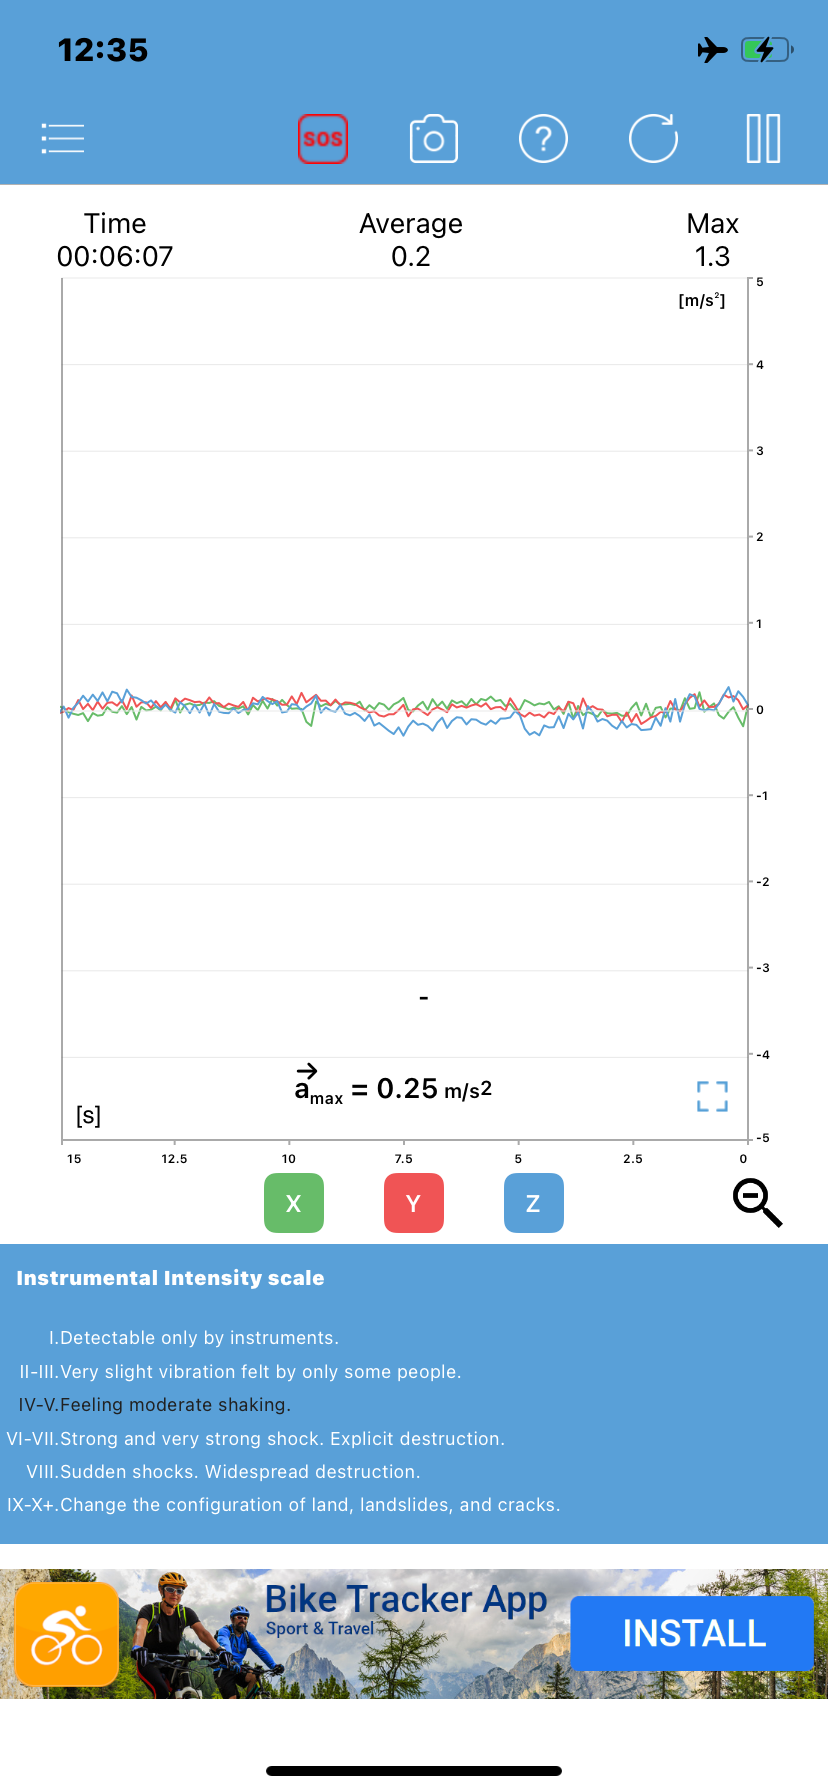 12:35
SOS
?
Time Average Max
00:06:07 0.2 1.3
[m/s²]
5
4
3
2
1
0
-1
-2
-3
-
-4
a max = 0.25 m/s2
[s]
-5
15 12.5 10 7.5 5 2.5 0
X Y Z
Instrumental Intensity scale
I.Detectable only by instruments.
II-III.Very slight vibration felt by only some people.
IV-V.Feeling moderate shaking.
VI-VII.Strong and very strong shock. Explicit destruction.
VIII.Sudden shocks. Widespread destruction.
IX-X+.Change the configuration of land, landslides, and cracks.
Bike Tracker App
Sport & Travel
INSTALL